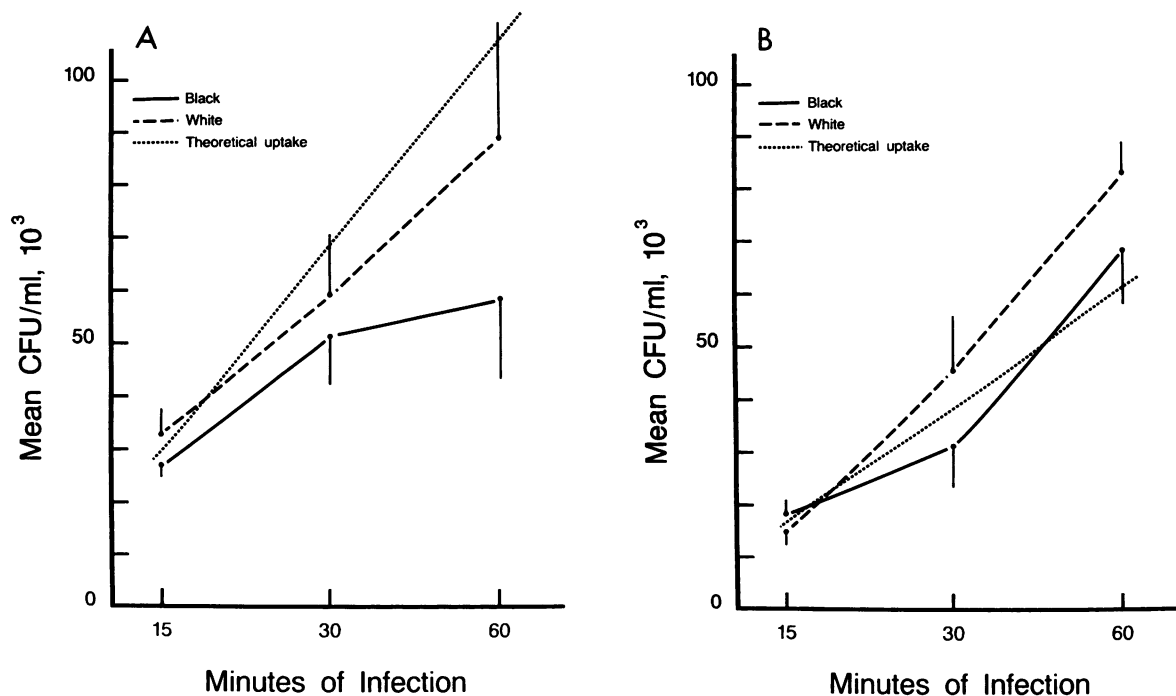 A
100
50
0
Black
White
Theoretical uptake
Mean CFU/ml, 10³
15 30 60
Minutes of Infection
B
100
50
0
Black
White
Theoretical uptake
Mean CFU/ml, 10³
15 30 60
Minutes of Infection